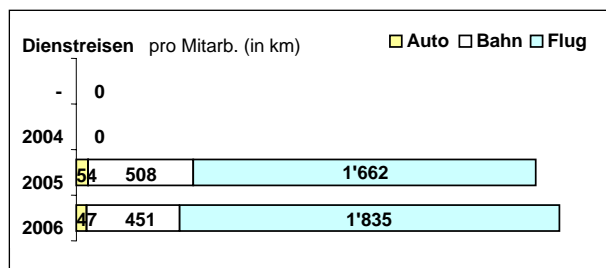 Dienstreisen pro Mitarb. (in km) Auto Bahn Flug
- 0
2004 0
2005 54 508 1'662
2006 47 451 1'835